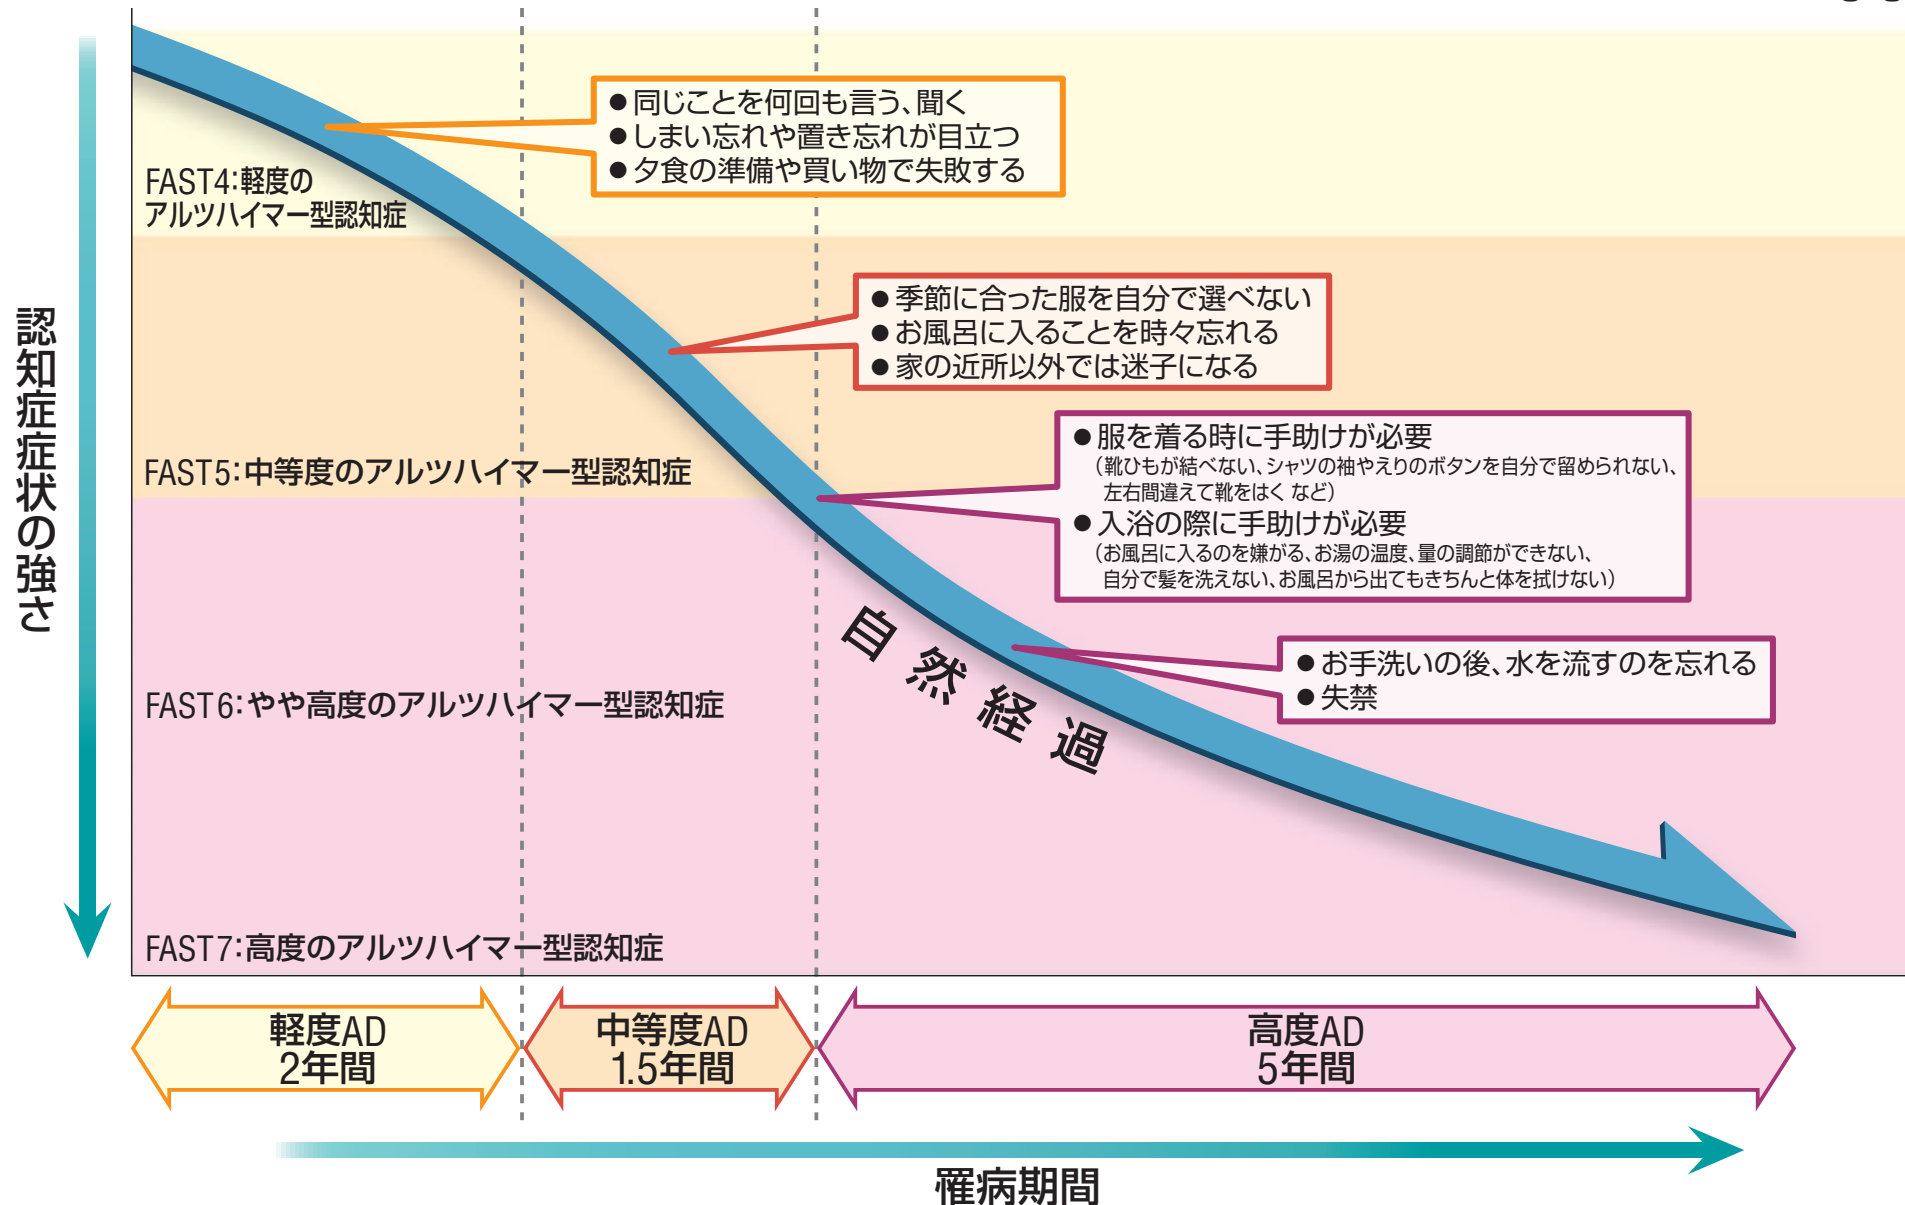 ● 同じことを何回も言う、聞く
● しまい忘れや置き忘れが目立つ
● 夕食の準備や買い物で失敗する
FAST4:軽度の
アルツハイマー型認知症
● 季節に合った服を自分で選べない
● お風呂に入ることを時々忘れる
● 家の近所以外では迷子になる
FAST5:中等度のアルツハイマー型認知症
● 服を着る時に手助けが必要
(靴ひもが結べない、シャツの袖やえりのボタンを自分で留められない、
左右間違えて靴をはく など)
● 入浴の際に手助けが必要
(お風呂に入るのを嫌がる、お湯の温度、量の調節ができない、
自分で髪を洗えない、お風呂から出てもきちんと体を拭けない)
認知症症状の強さ
自然経過
● お手洗いの後、水を流すのを忘れる
● 失禁
FAST6:やや高度のアルツハイマー型認知症
FAST7:高度のアルツハイマー型認知症
軽度AD
2年間
中等度AD
1.5年間
高度AD
5年間
罹病期間